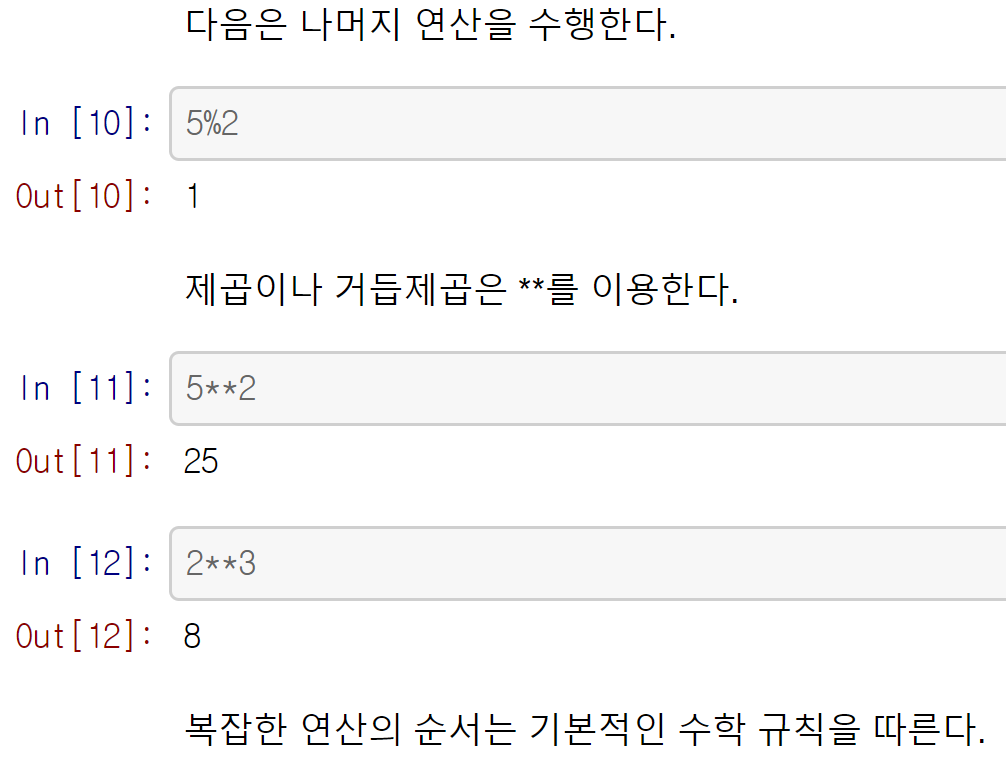 다음은 나머지 연산을 수행한다.
In [10]: 5%2
Out[10]: 1
제곱이나 거듭제곱은 **를 이용한다.
In [11]: 5**2
Out[11]: 25
In [12]: 2**3
Out[12]: 8
복잡한 연산의 순서는 기본적인 수학 규칙을 따른다.